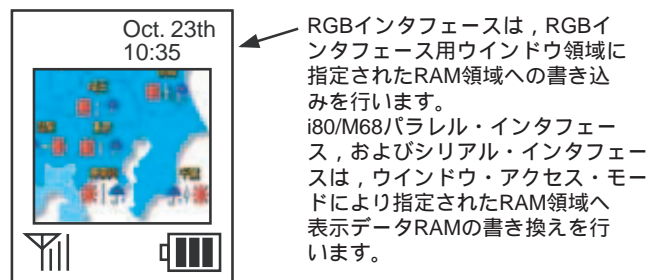 Oct. 23th
10:35
RGBインタフェースは，RGBイ
ンタフェース用ウインドウ領域に
指定されたRAM領域への書き込
みを行います。
i80/M68パラレル・インタフェー
ス，およびシリアル・インタフェー
スは，ウインドウ・アクセス・モー
ドにより指定されたRAM領域へ
表示データRAMの書き換えを行
います。